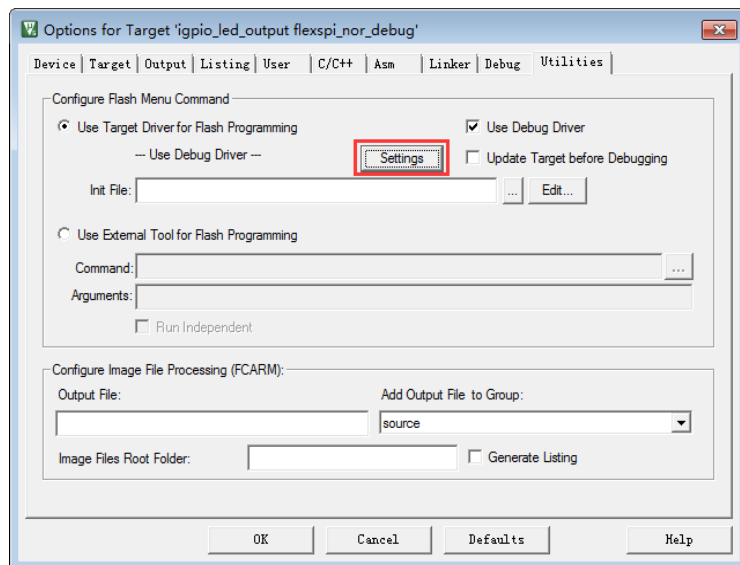 Options for Target 'igpio_led_output flexspi_nor_debug'
Device Target Output Listing User C/C++ Asm Linker Debug Utilities
Configure Flash Menu Command
Use Target Driver for Flash Programming Use Debug Driver
--- Use Debug Driver --- Settings Update Target before Debugging
Init File: ... Edit...
Use External Tool for Flash Programming
Command: ...
Arguments:
Run Independent
Configure Image File Processing (FCARM):
Output File: Add Output File to Group:
source
Image Files Root Folder: Generate Listing
OK Cancel Defaults Help